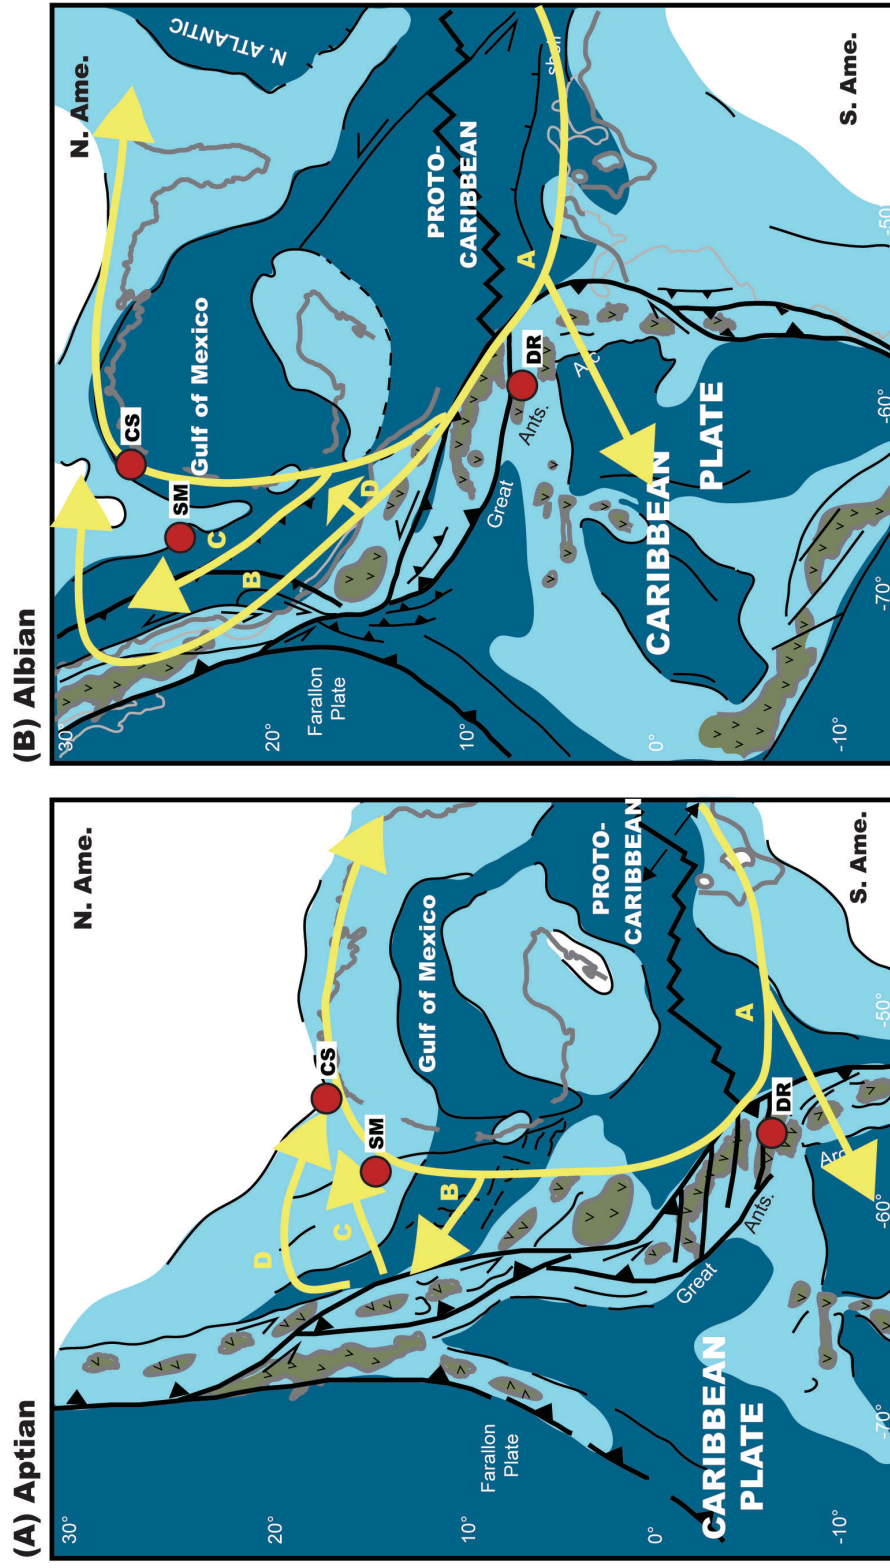 (A) Aptian
30°
N. Ame.
D
CS
C
SM
20°
B
Gulf of Mexico
10°
Farallon
Plate
PROTO-
CARIBBEAN
0°
Great
CARIBBEAN
PLATE
Ants.
A
DR
Arc
-10°
S. Ame.
-70°
-60°
-50°
(B) Albian
30°
N. Ame.
N. ATLANTIC
CS
SM
C
B
Gulf of Mexico
20°
Farallon
Plate
D
10°
PROTO-
CARIBBEAN
Great
Ants.
DR
A
shelf
Arc
0°
CARIBBEAN
PLATE
-10°
S. Ame.
-70°
-60°
-50°